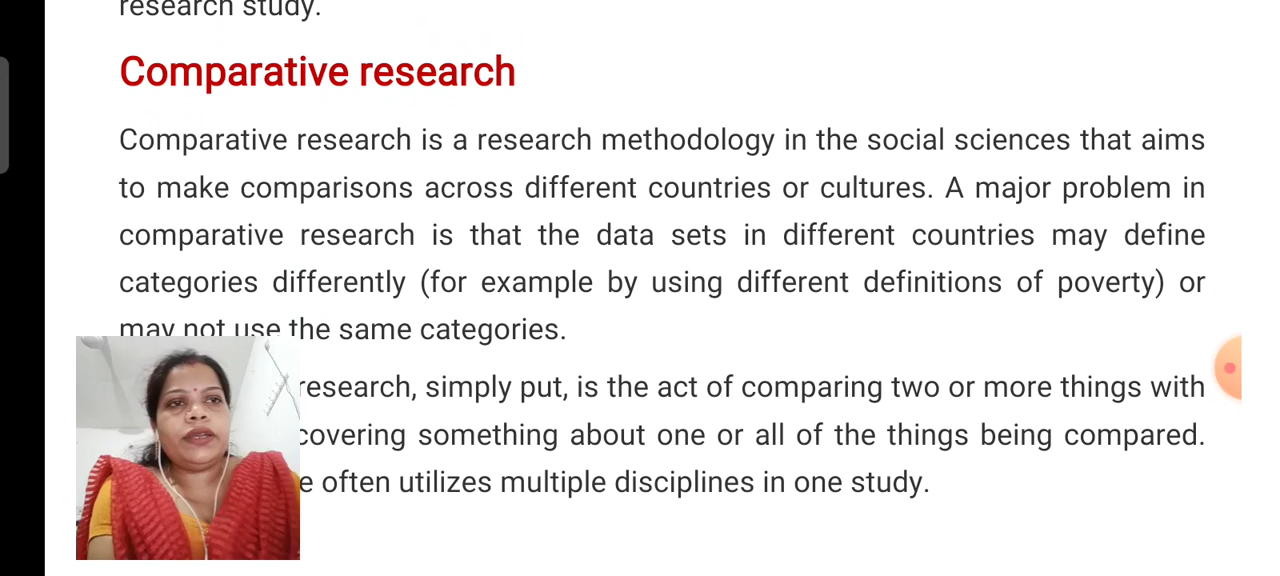 research study.
Comparative research
Comparative research is a research methodology in the social sciences that aims
to make comparisons across different countries or cultures. A major problem in
comparative research is that the data sets in different countries may define
categories differently (for example by using different definitions of poverty) or
may not use the same categories.
research, simply put, is the act of comparing two or more things with
covering something about one or all of the things being compared.
e often utilizes multiple disciplines in one study.